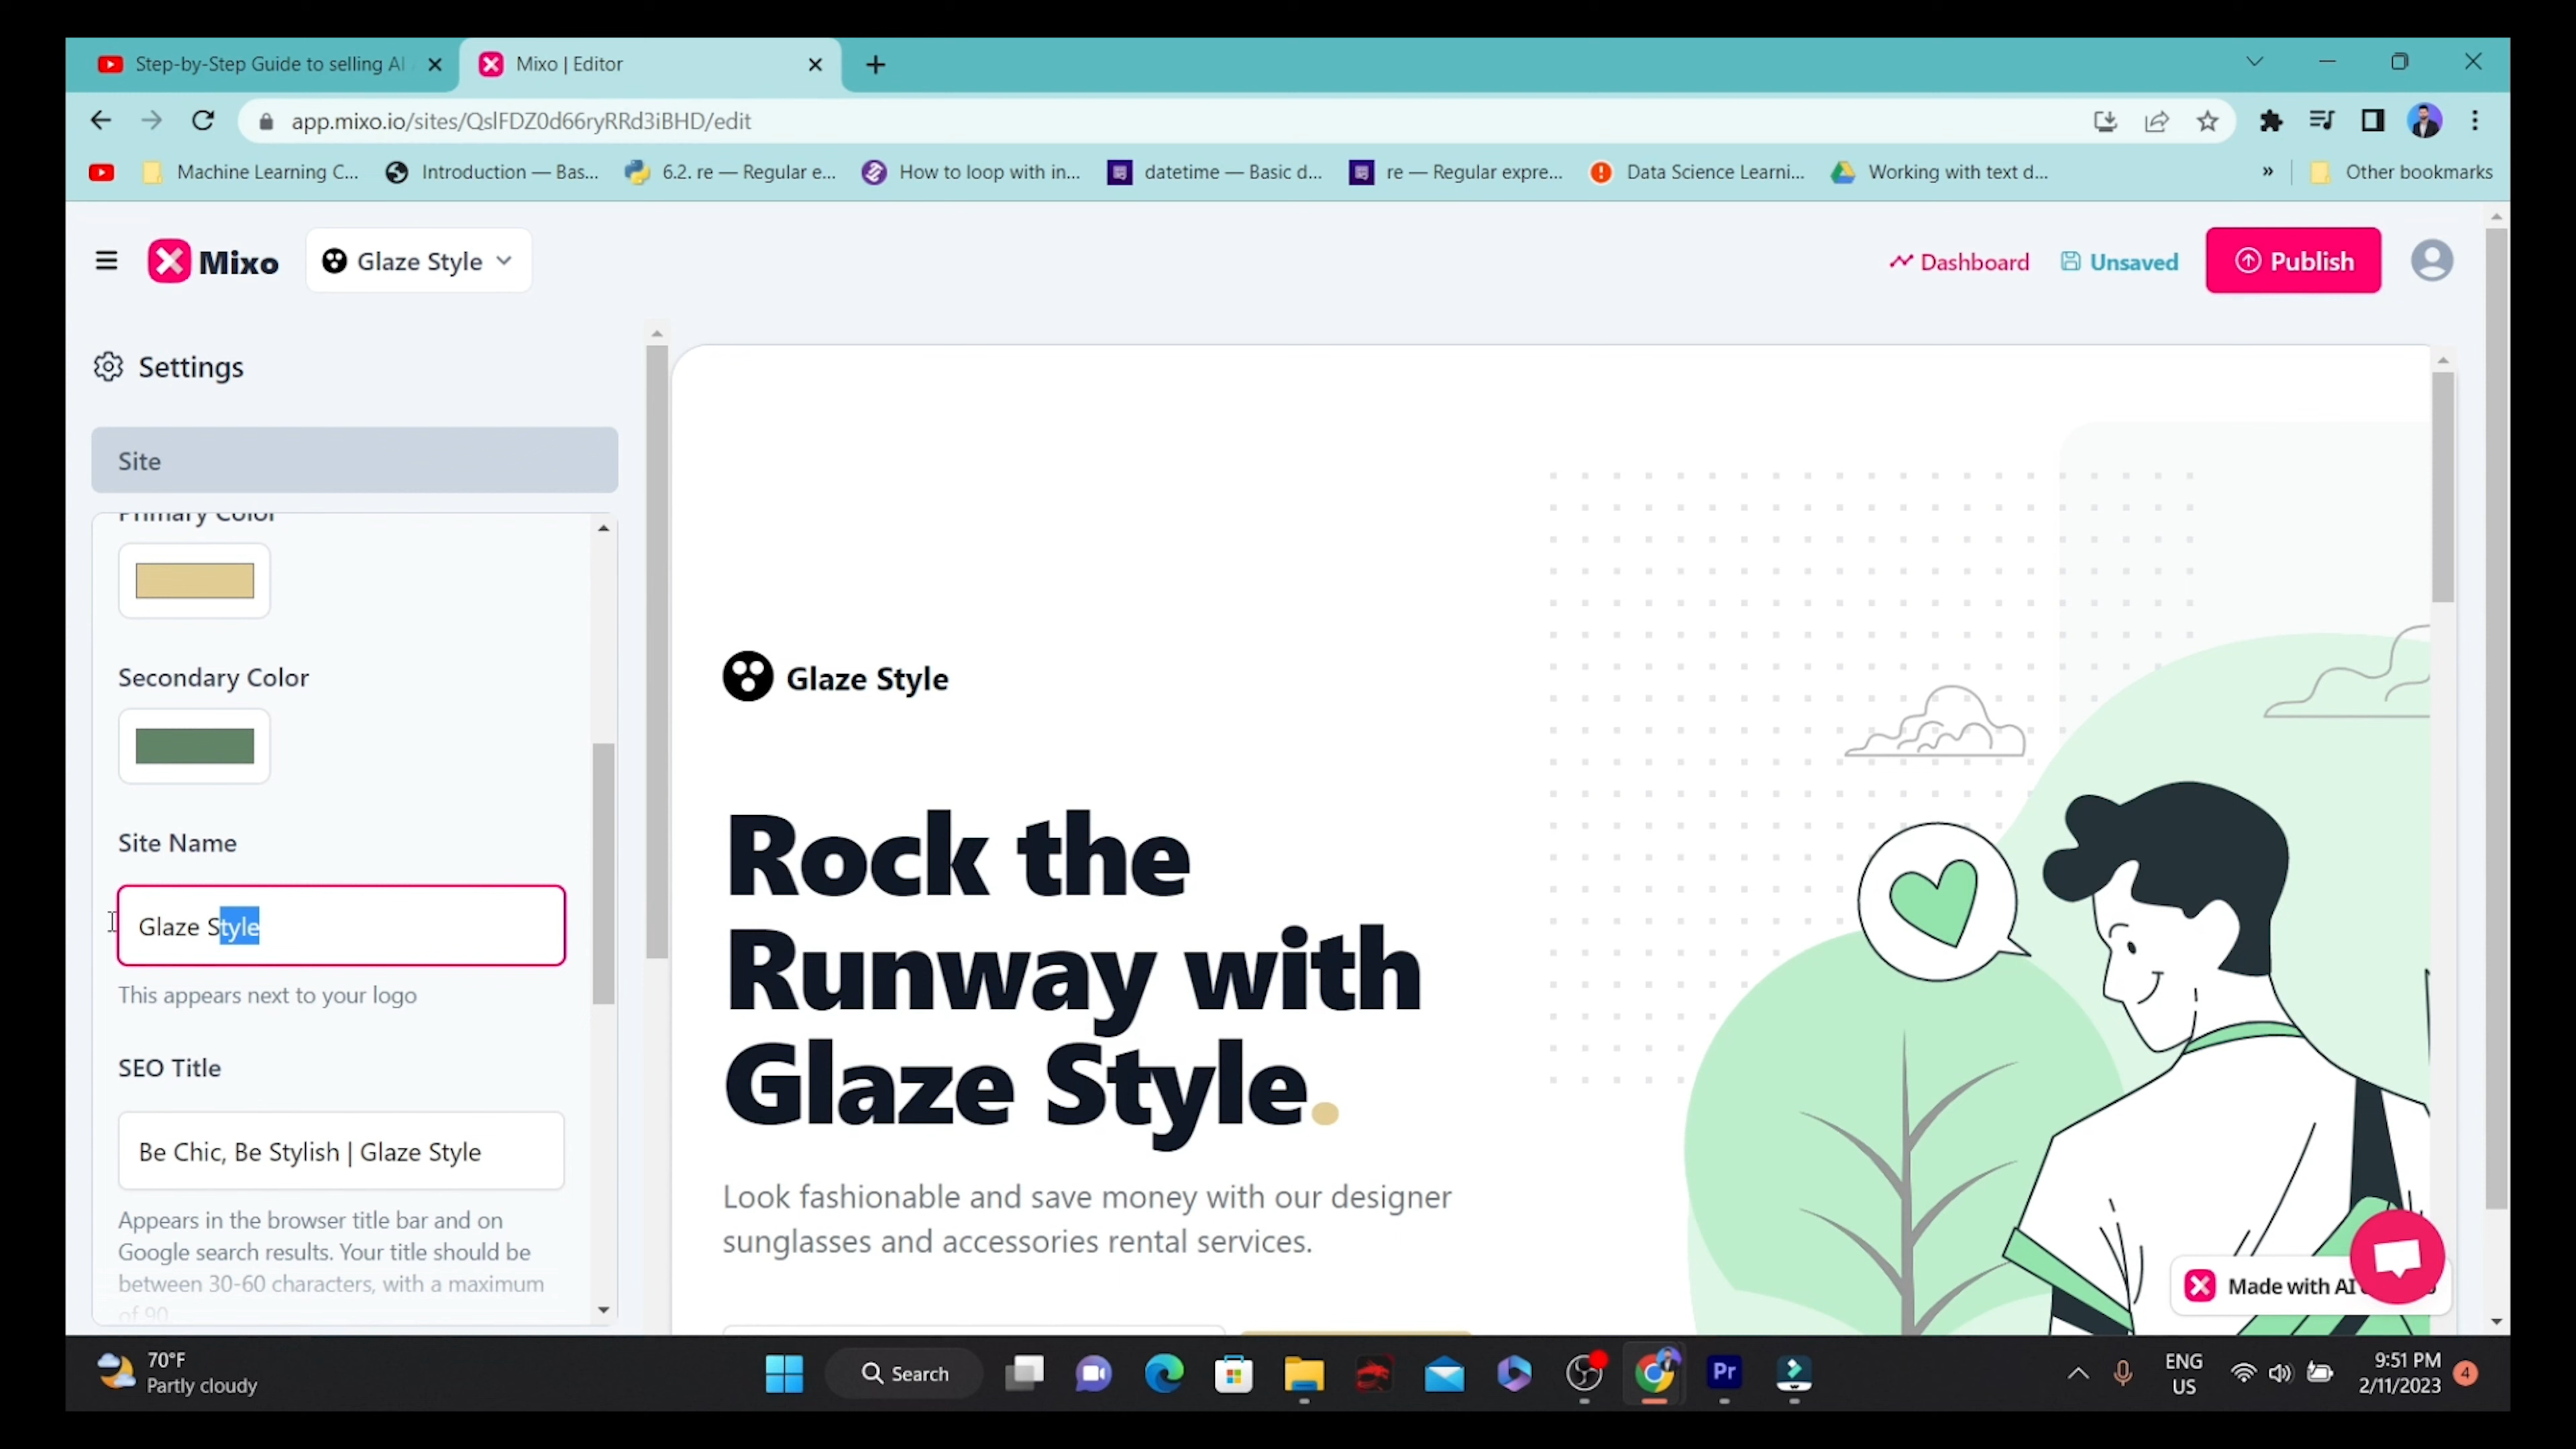 Step-by-Step Guide to selling AI
Mixo | Editor
app.mixo.io/sites/QslFDZ0d66ryRRd3iBHD/edit
Machine Learning C...
Introduction — Bas...
6.2. re — Regular e...
How to loop with in...
datetime — Basic d...
re — Regular expre...
Data Science Learni...
Working with text d...
»
Other bookmarks
Mixo
Glaze Style
Dashboard
Unsaved
Publish
Settings
Site
Primary Color
Secondary Color
Site Name
Glaze Style
This appears next to your logo
SEO Title
Be Chic, Be Stylish | Glaze Style
Appears in the browser title bar and on
Google search results. Your title should be
between 30-60 characters, with a maximum
of 90
Glaze Style
Rock the
Runway with
Glaze Style.
Look fashionable and save money with our designer
sunglasses and accessories rental services.
Made with AI
70°F
Partly cloudy
Search
Pr
ENG
US
9:51 PM
2/11/2023
4